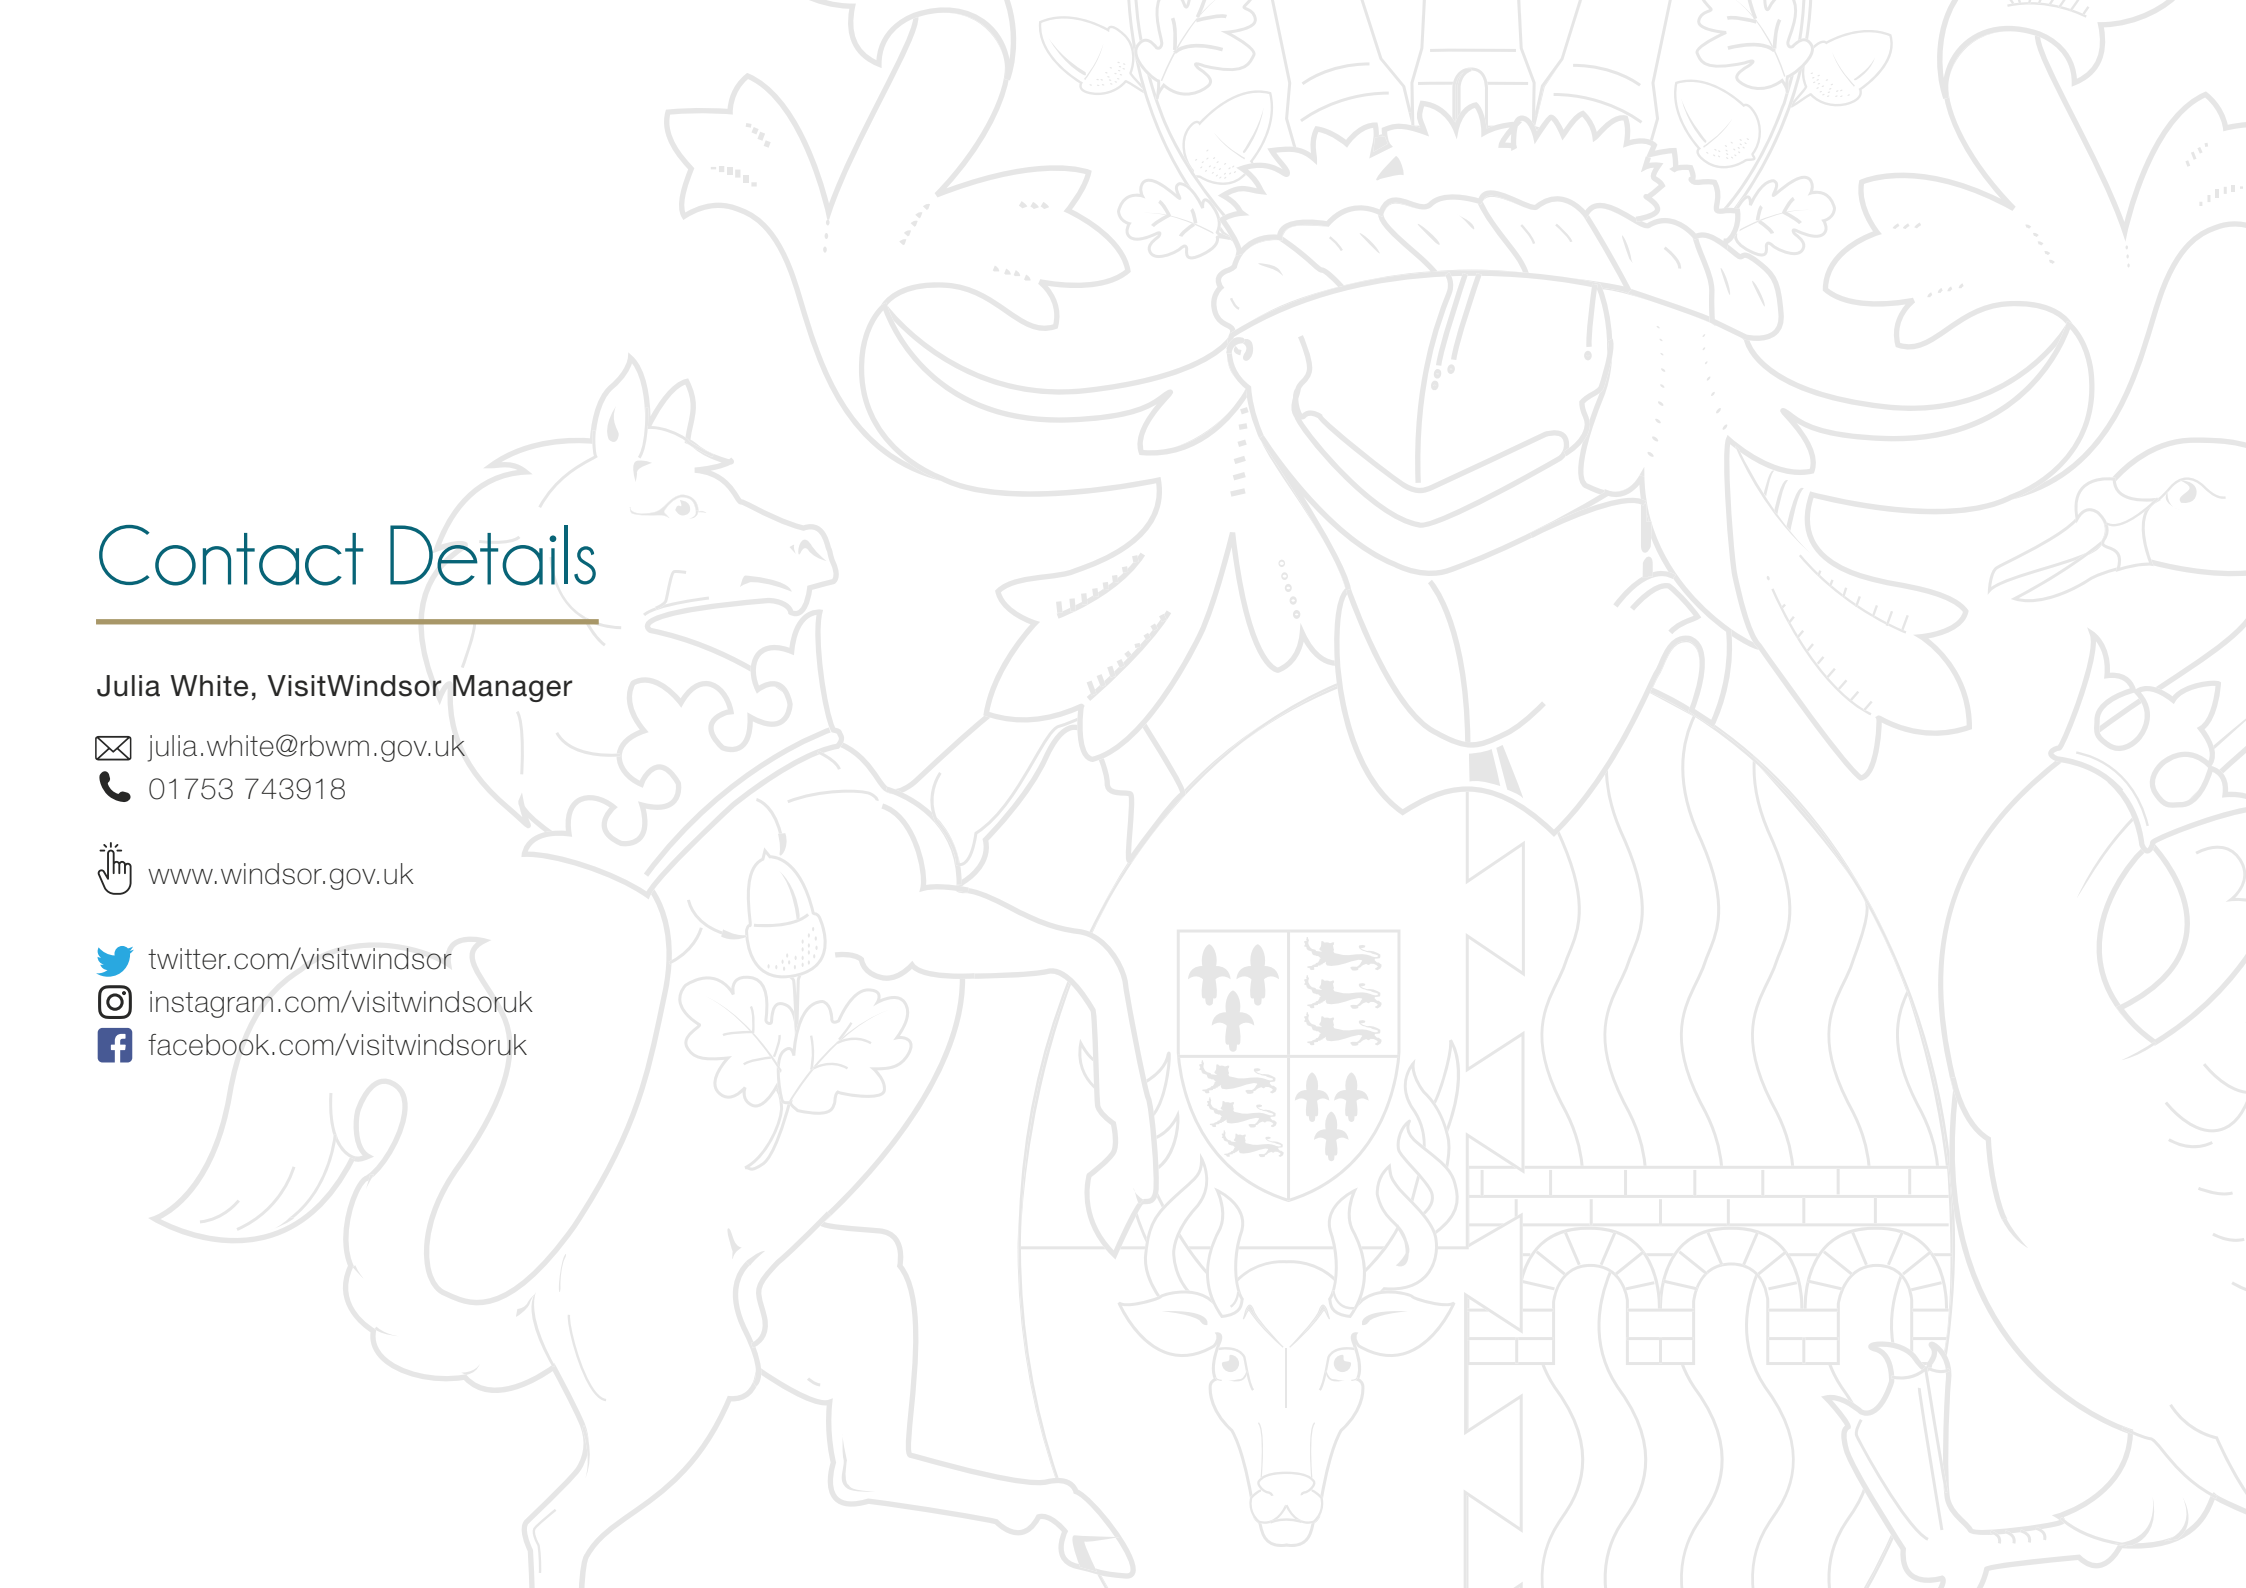 Contact Details
Julia White, VisitWindsor Manager
julia.white@rbwm.gov.uk
01753 743918
www.windsor.gov.uk
twitter.com/visitwindsor
instagram.com/visitwindsoruk
facebook.com/visitwindsoruk